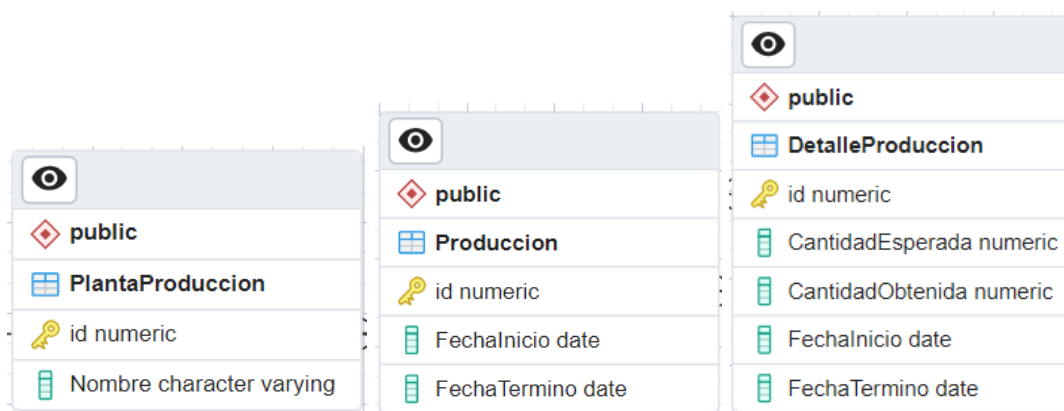 public
PlantaProduccion
id numeric
Nombre character varying
public
Produccion
id numeric
FechaInicio date
FechaTermino date
public
DetalleProduccion
id numeric
CantidadEsperada numeric
CantidadObtenida numeric
FechaInicio date
FechaTermino date